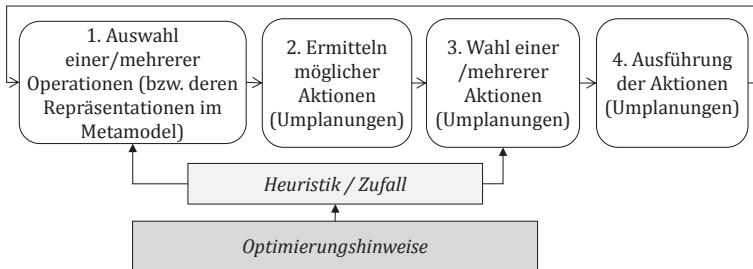 1. Auswahl
einer/mehrerer
Operationen (bzw. deren
Repräsentationen im
Metamodel)
2. Ermitteln
möglicher
Aktionen
(Umplanungen)
3. Wahl einer
/mehrerer
Aktionen
(Umplanungen)
4. Ausführung
der Aktionen
(Umplanungen)
Heuristik / Zufall
Optimierungshinweise